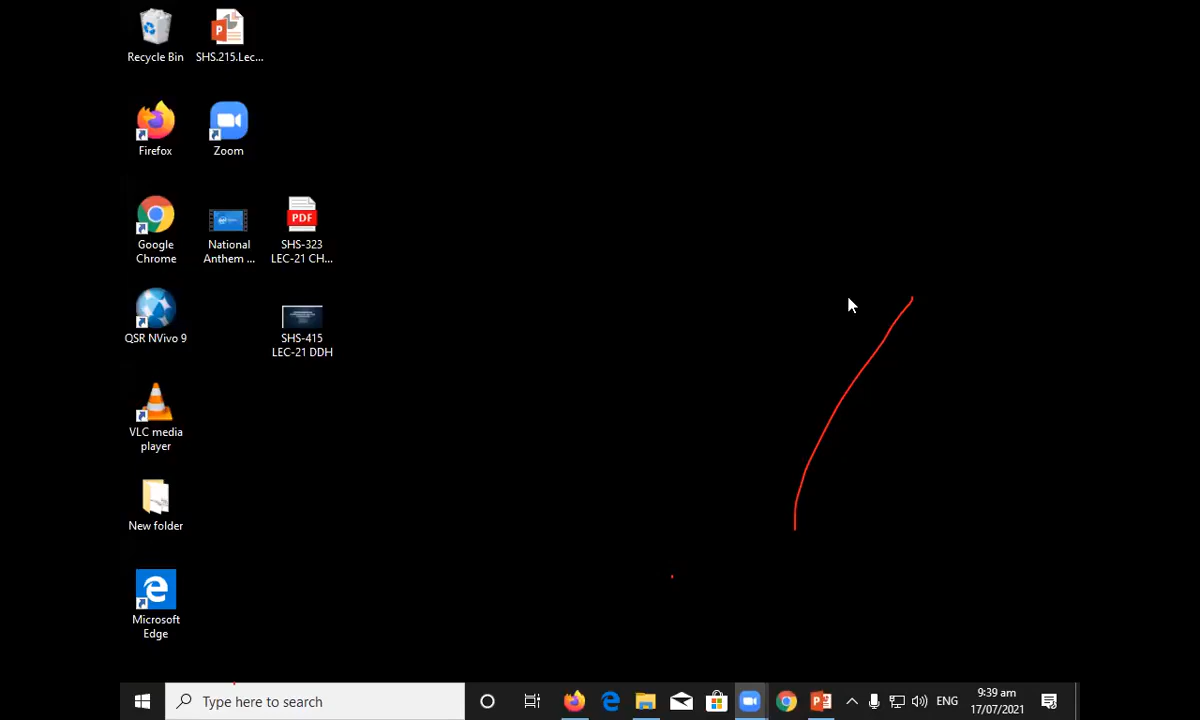 Recycle Bin
SHS.215.Lec...
Firefox
Zoom
Google
Chrome
National
Anthem ...
PDF
SHS-323
LEC-21 CH...
QSR NVivo 9
SHS-415
LEC-21 DDH
VLC media
player
New folder
Microsoft
Edge
Type here to search
ENG
9:39 am
17/07/2021